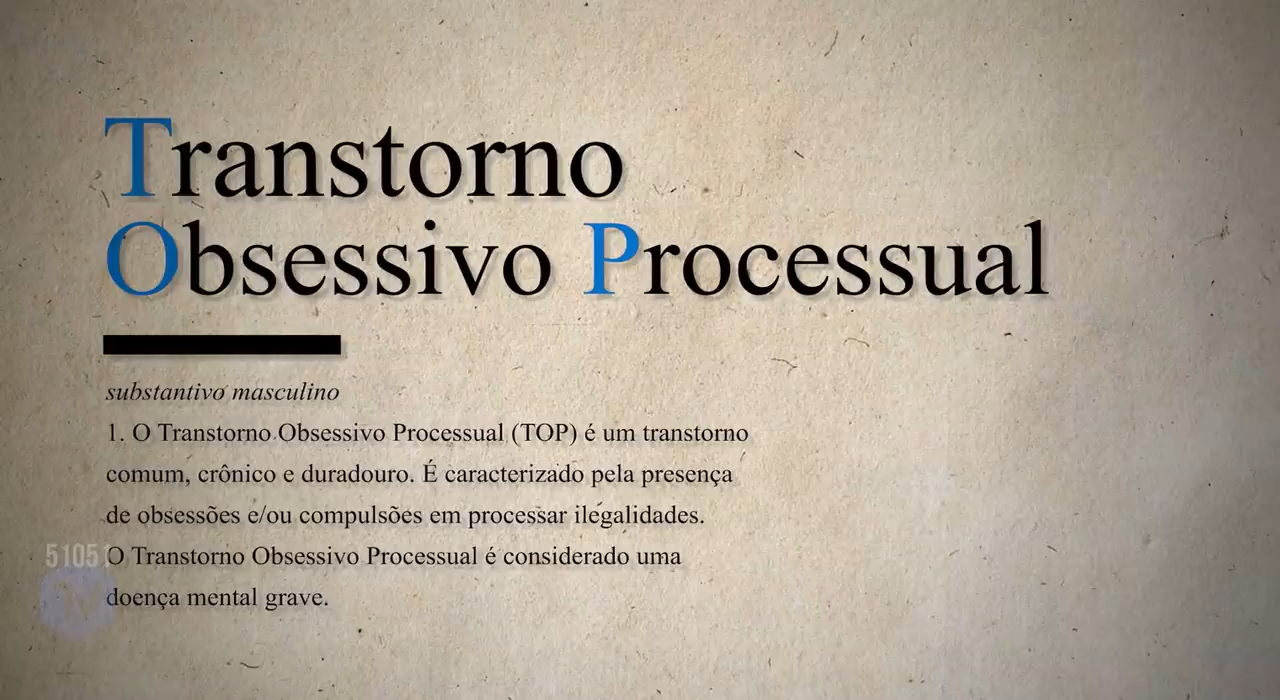 Transtorno
Obsessivo Processual
substantivo masculino
1. O Transtorno Obsessivo Processual (TOP) é um transtorno
comum, crônico e duradouro. É caracterizado pela presença
de obsessões e/ou compulsões em processar ilegalidades.
O Transtorno Obsessivo Processual é considerado uma
doença mental grave.
5105